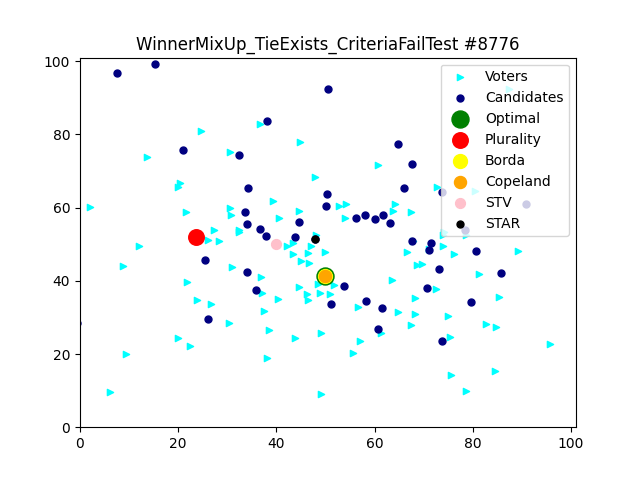 WinnerMixUp_TieExists_CriteriaFailTest #8776
100
80
60
40
20
0
0 20 40 60 80 100
Voters
Candidates
Optimal
Plurality
Borda
Copeland
STV
STAR